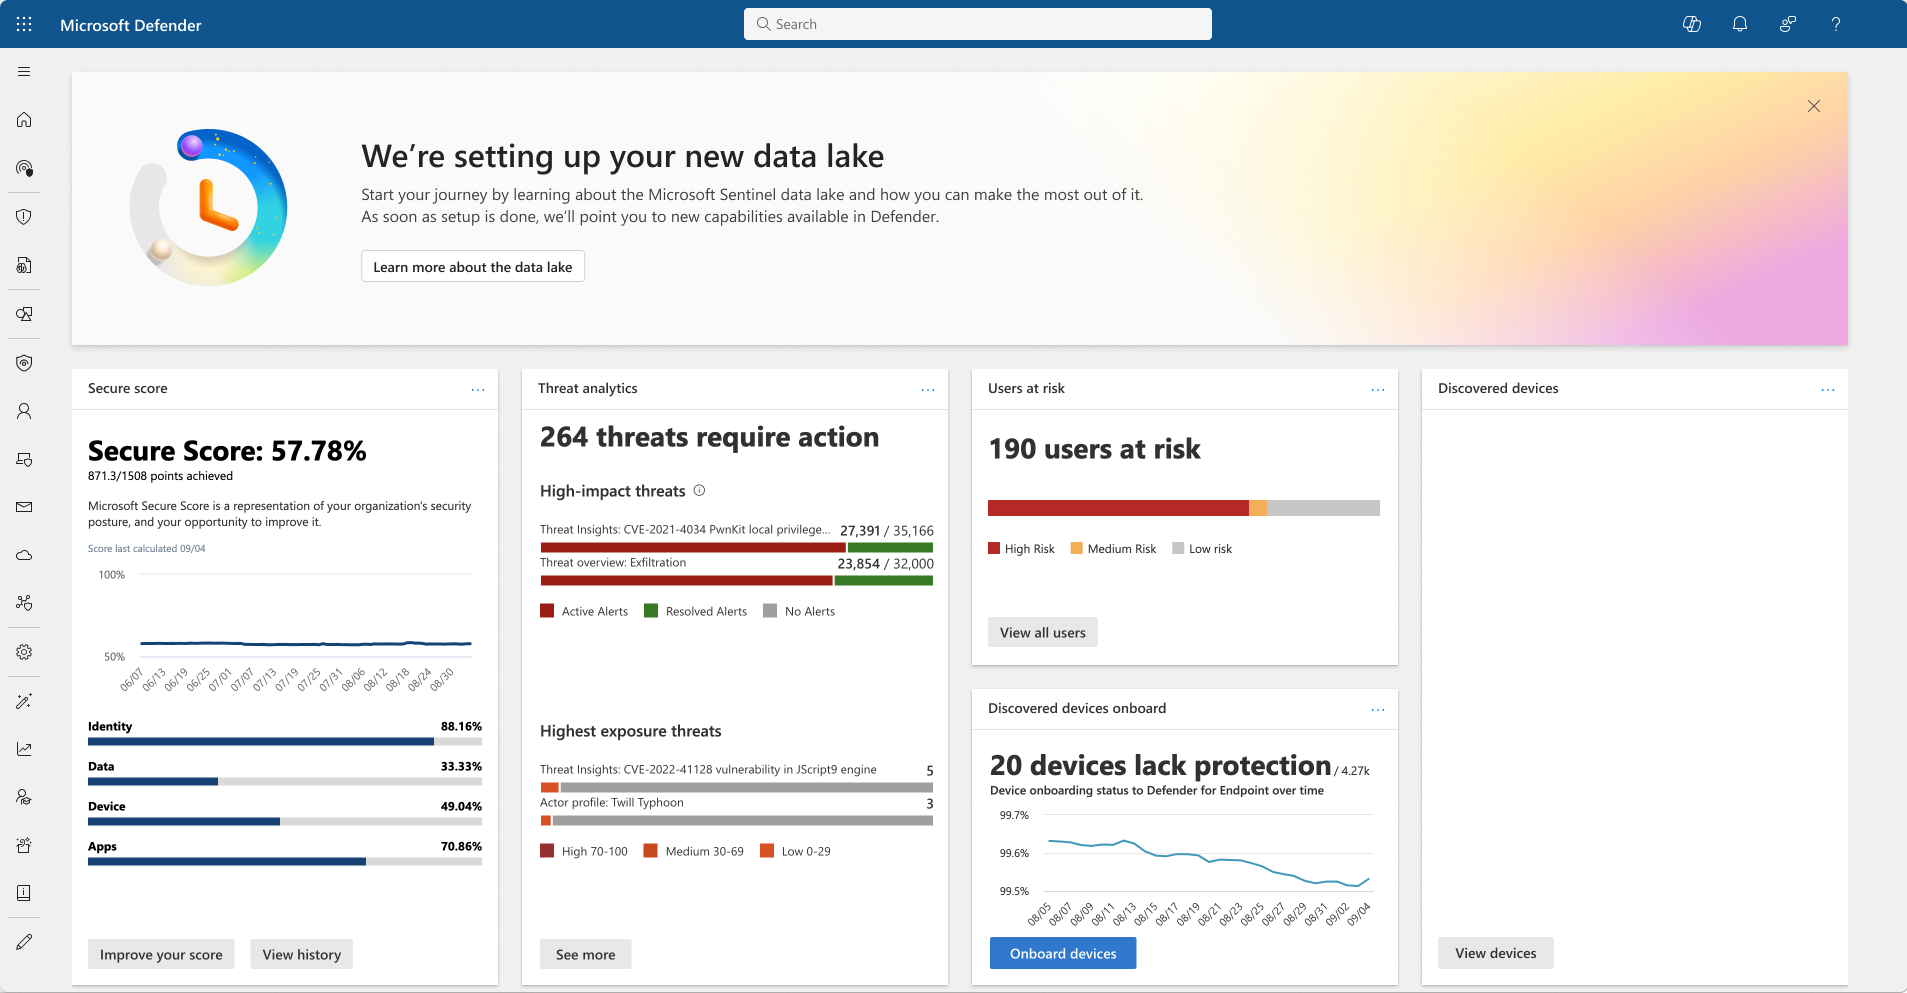 Microsoft Defender
Search
We're setting up your new data lake
Start your journey by learning about the Microsoft Sentinel data lake and how you can make the most out of it.
As soon as setup is done, we'll point you to new capabilities available in Defender.
Learn more about the data lake
Secure score
Secure Score: 57.78%
871.3/1508 points achieved
Microsoft Secure Score is a representation of your organization's security
posture, and your opportunity to improve it.
Score last calculated 09/04
100%
50%
06/07 06/13 06/19 06/25 07/01 07/07 07/13 07/19 07/25 07/31 08/06 08/12 08/18 08/24 08/30
Identity 88.16%
Data 33.33%
Device 49.04%
Apps 70.86%
Improve your score View history
Threat analytics
264 threats require action
High-impact threats
Threat Insights: CVE-2021-4034 PwnKit local privilege... 27,391 / 35,166
Threat overview: Exfiltration 23,854 / 32,000
Active Alerts Resolved Alerts No Alerts
Highest exposure threats
Threat Insights: CVE-2022-41128 vulnerability in JScript9 engine 5
Actor profile: Twill Typhoon 3
High 70-100 Medium 30-69 Low 0-29
See more
Users at risk
190 users at risk
High Risk Medium Risk Low risk
View all users
Discovered devices onboard
20 devices lack protection / 4.27k
Device onboarding status to Defender for Endpoint over time
99.7%
99.6%
99.5%
08/05 08/07 08/09 08/11 08/13 08/15 08/17 08/19 08/21 08/23 08/25 08/27 08/29 08/31 09/02 09/04
Onboard devices
Discovered devices
View devices